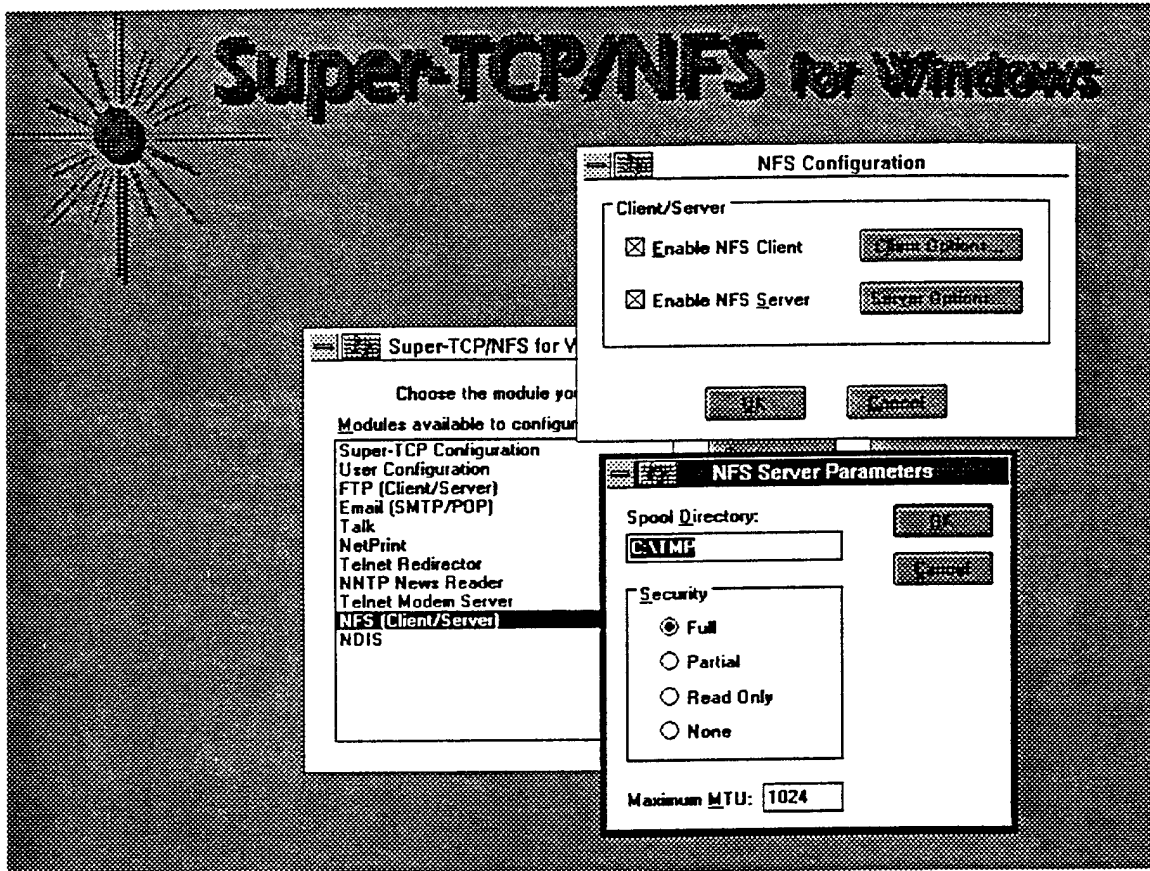 Super-TCP/NFS for Windows
NFS Configuration
Client/Server
Enable NFS Client
Client Options...
Enable NFS Server
Server Options...
OK
Cancel
Super-TCP/NFS for W
Choose the module you
Modules available to configur
Super-TCP Configuration
User Configuration
FTP (Client/Server)
Email (SMTP/POP)
Talk
NetPrint
Telnet Redirector
NNTP News Reader
Telnet Modem Server
NFS (Client/Server)
NDIS
NFS Server Parameters
Spool Directory:
C:\TMP
OK
Cancel
Security
Full
Partial
Read Only
None
Maximum MTU: 1024